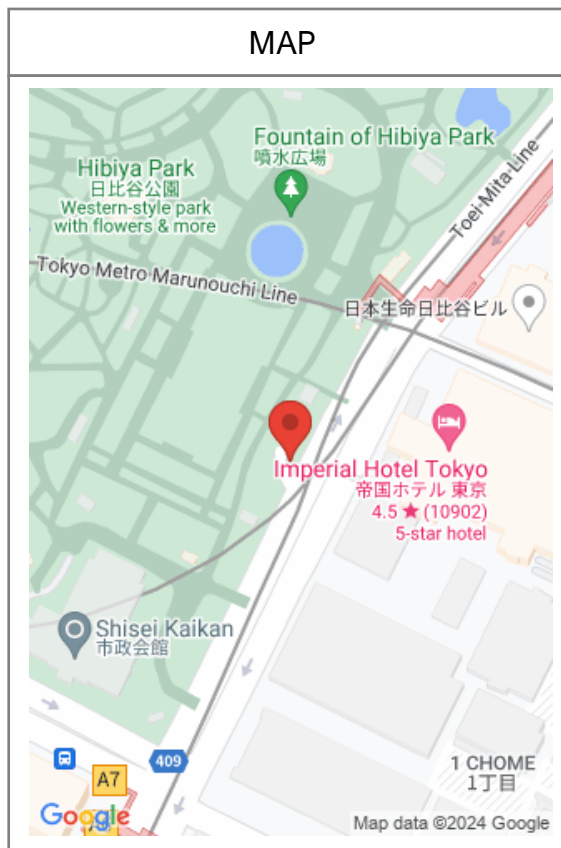 MAP
Fountain of Hibiya Park
噴水広場
Hibiya Park
日比谷公園
Western-style park
with flowers & more
Toei-Mita Line
Tokyo Metro Marunouchi Line
日本生命日比谷ビル
Imperial Hotel Tokyo
帝国ホテル 東京
4.5 ★ (10902)
5-star hotel
Shisei Kaikan
市政会館
409
A7
1 CHOME
1丁目
Google
Map data ©2024 Google